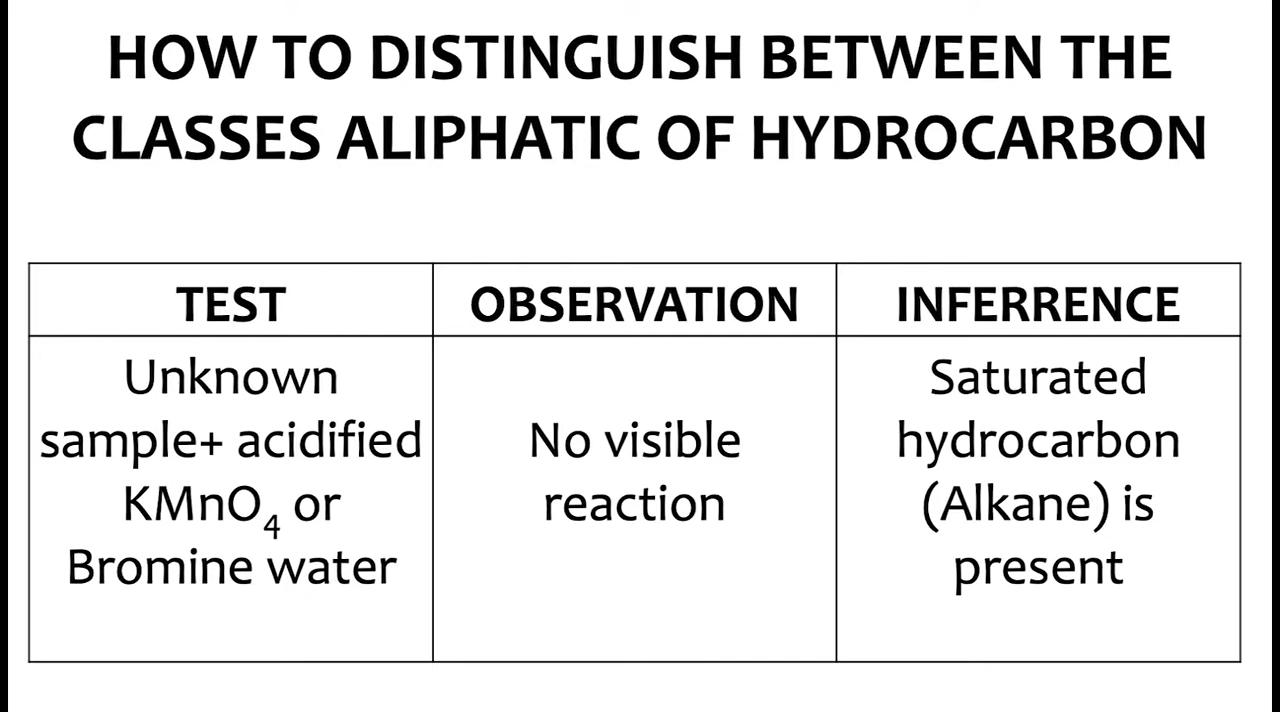 HOW TO DISTINGUISH BETWEEN THE
CLASSES ALIPHATIC OF HYDROCARBON
TEST
OBSERVATION
INFERRENCE
Unknown
sample+ acidified
KMnO₄ or
Bromine water
No visible
reaction
Saturated
hydrocarbon
(Alkane) is
present